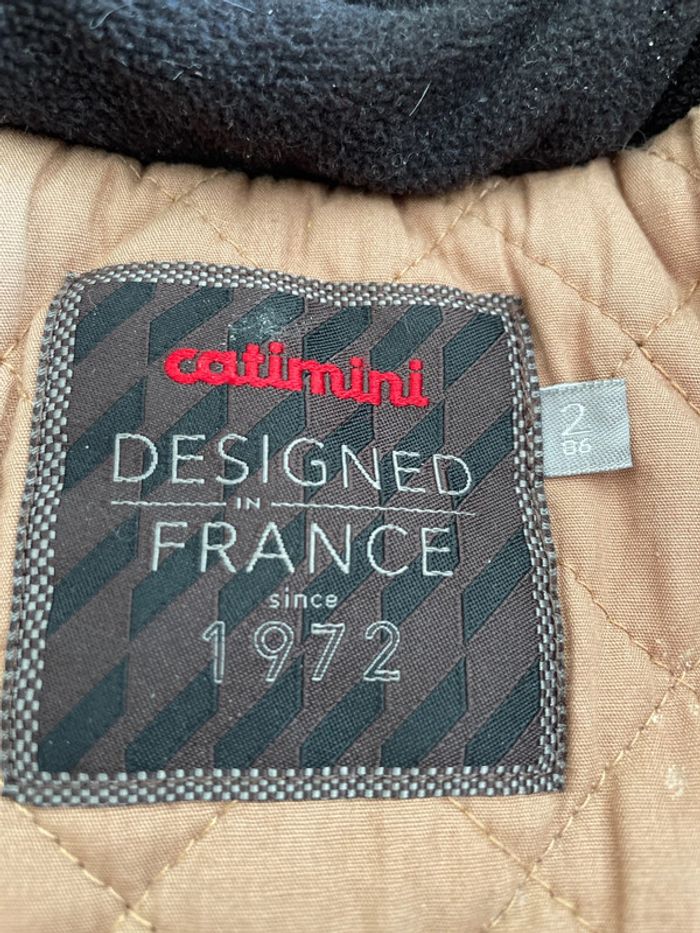 catimini
DESIGNED
IN
FRANCE
since
1972
2
86